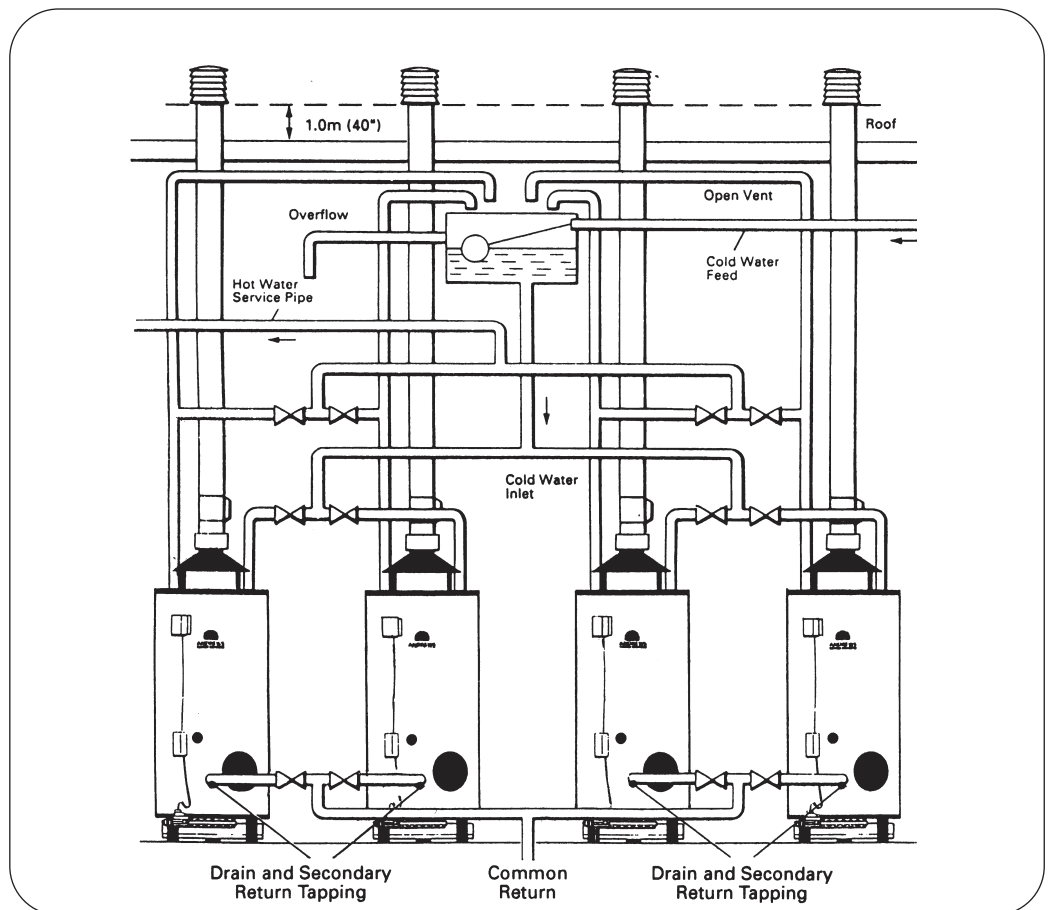 1.0m (40")
Roof
Open Vent
Overflow
Cold Water
Feed
Hot Water
Service Pipe
Cold Water
Inlet
Drain and Secondary
Return Tapping
Common
Return
Drain and Secondary
Return Tapping